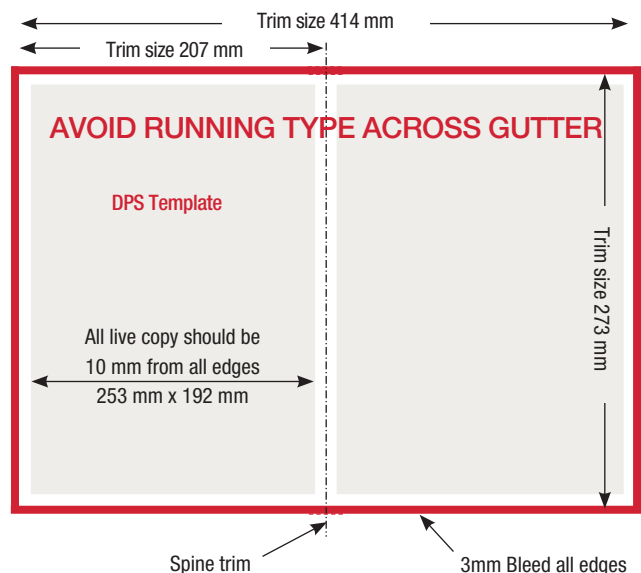 Trim size 414 mm
Trim size 207 mm
AVOID RUNNING TYPE ACROSS GUTTER
DPS Template
Trim size 273 mm
All live copy should be
10 mm from all edges
253 mm x 192 mm
Spine trim
3mm Bleed all edges